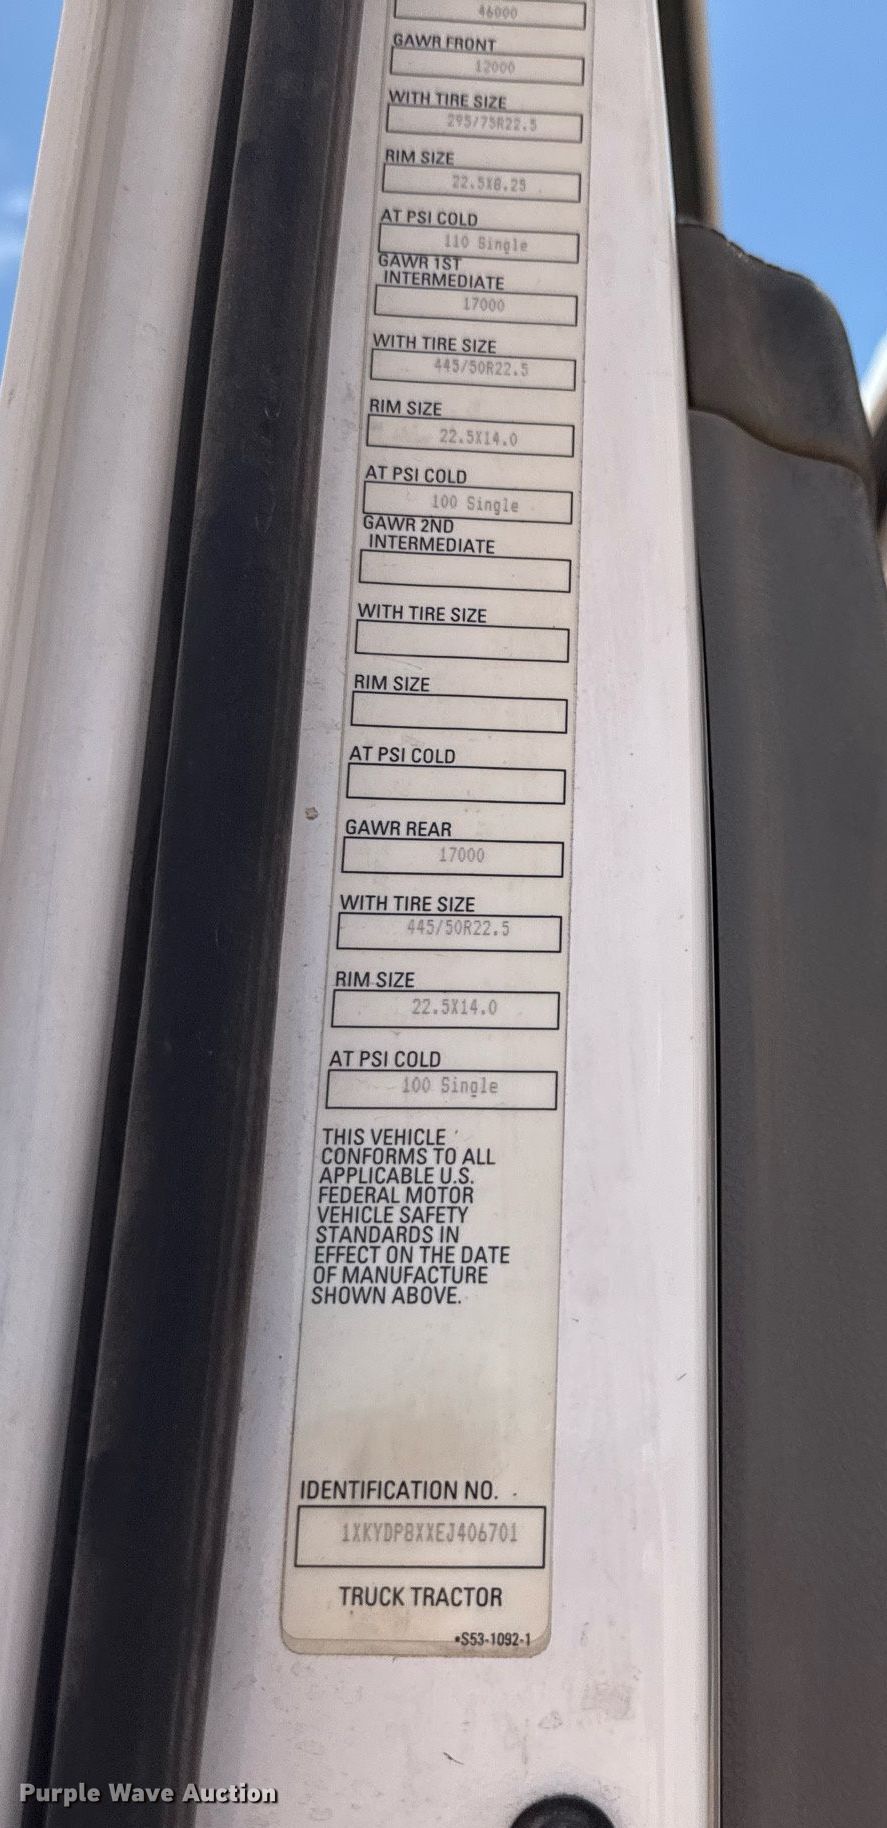 46000
GAWR FRONT
12000
WITH TIRE SIZE
295/75R22.5
RIM SIZE
22.5X8.25
AT PSI COLD
110 Single
GAWR 1ST
INTERMEDIATE
17000
WITH TIRE SIZE
445/50R22.5
RIM SIZE
22.5X14.0
AT PSI COLD
100 Single
GAWR 2ND
INTERMEDIATE
WITH TIRE SIZE
RIM SIZE
AT PSI COLD
GAWR REAR
17000
WITH TIRE SIZE
445/50R22.5
RIM SIZE
22.5X14.0
AT PSI COLD
100 Single
THIS VEHICLE
CONFORMS TO ALL
APPLICABLE U.S.
FEDERAL MOTOR
VEHICLE SAFETY
STANDARDS IN
EFFECT ON THE DATE
OF MANUFACTURE
SHOWN ABOVE.
IDENTIFICATION NO.
1XKYDP8XXEJ406701
TRUCK TRACTOR
•S53-1092-1
Purple Wave Auction